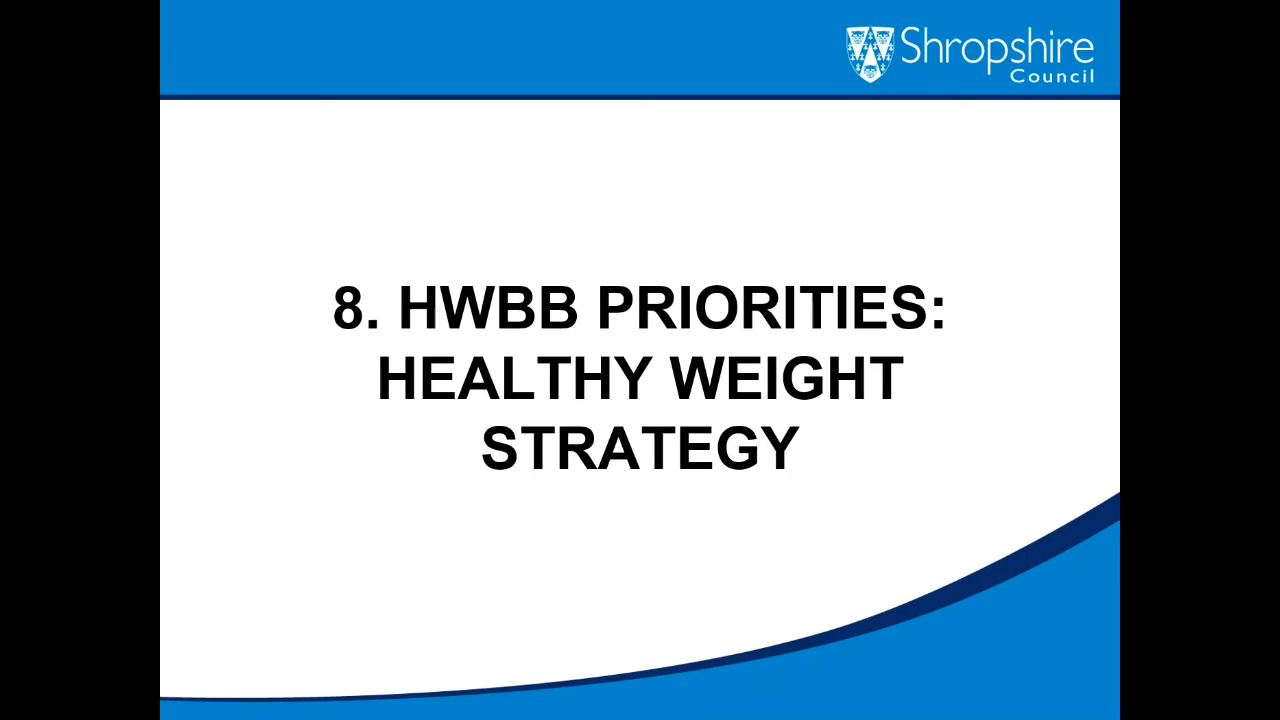 Shropshire
Council
8. HWBB PRIORITIES:
HEALTHY WEIGHT
STRATEGY